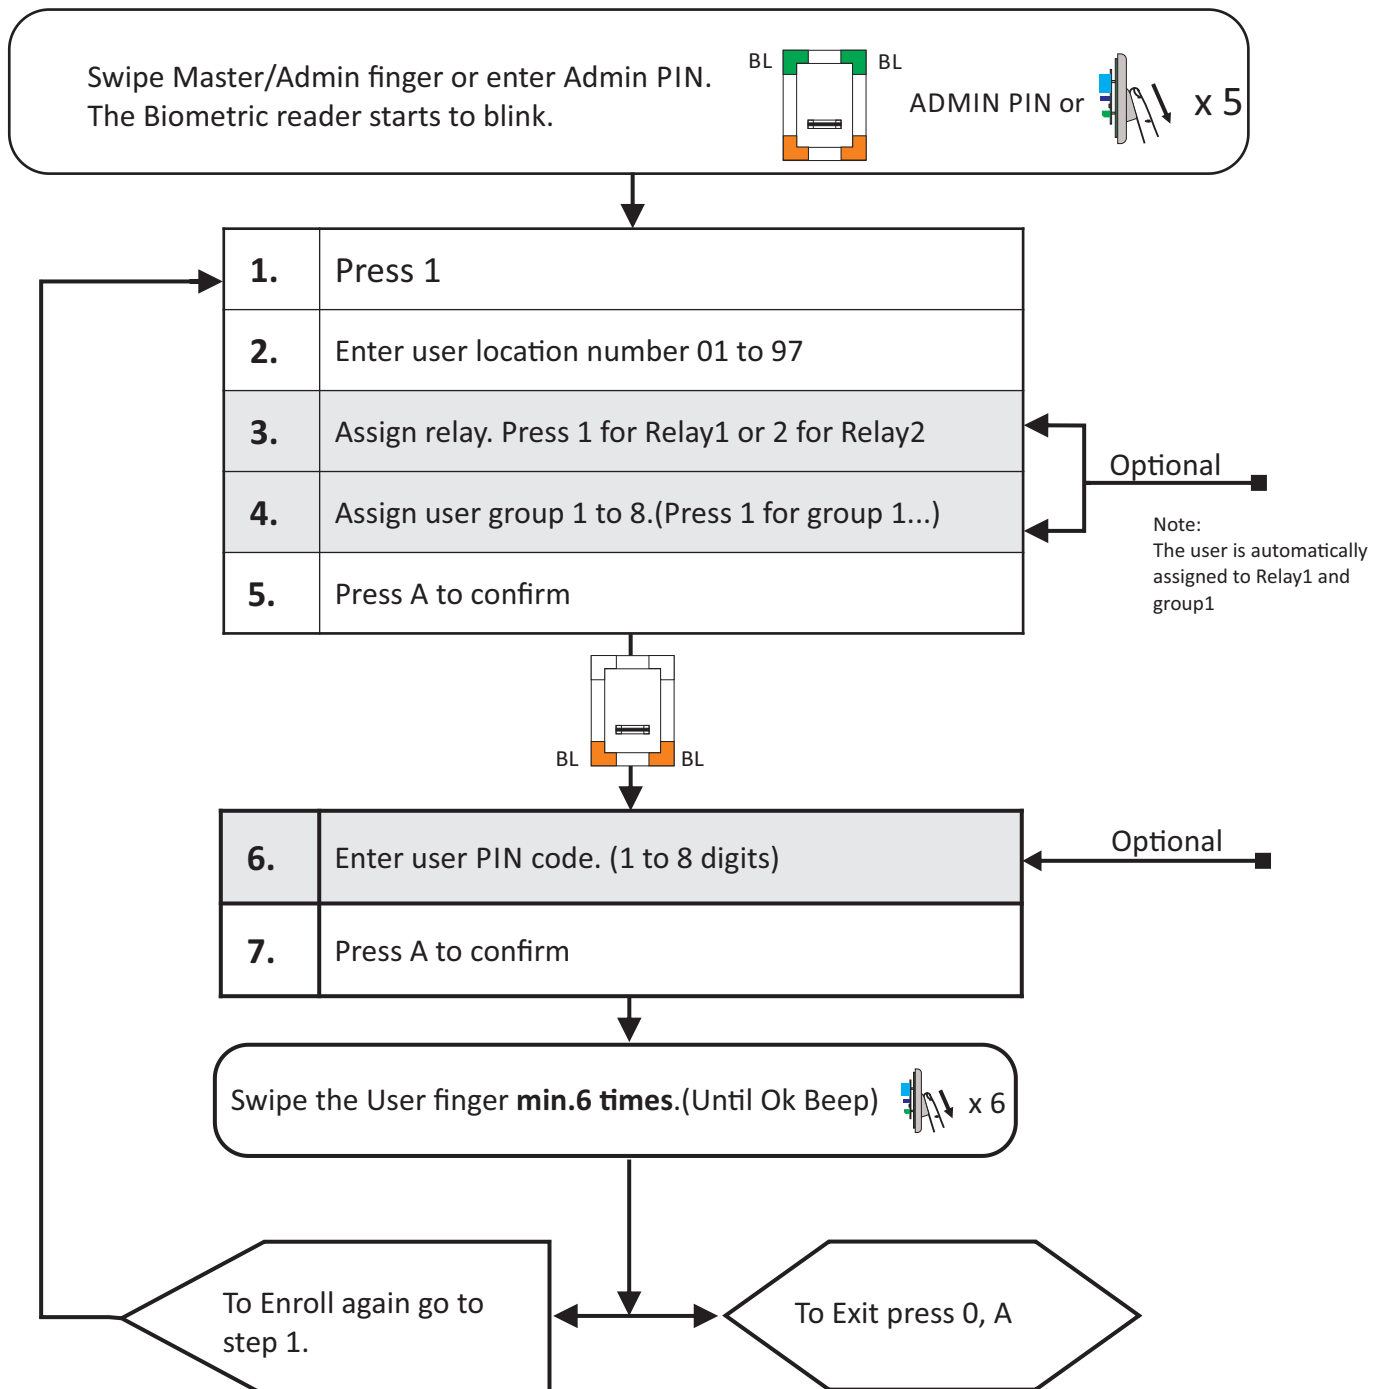 Swipe Master/Admin finger or enter Admin PIN.
The Biometric reader starts to blink.
BL
BL
ADMIN PIN or
x 5
1. Press 1
2. Enter user location number 01 to 97
3. Assign relay. Press 1 for Relay1 or 2 for Relay2
4. Assign user group 1 to 8.(Press 1 for group 1...)
5. Press A to confirm
Optional
Note:
The user is automatically
assigned to Relay1 and
group1
BL
BL
6. Enter user PIN code. (1 to 8 digits)
Optional
7. Press A to confirm
Swipe the User finger min.6 times.(Until Ok Beep)
x 6
To Enroll again go to
step 1.
To Exit press 0, A